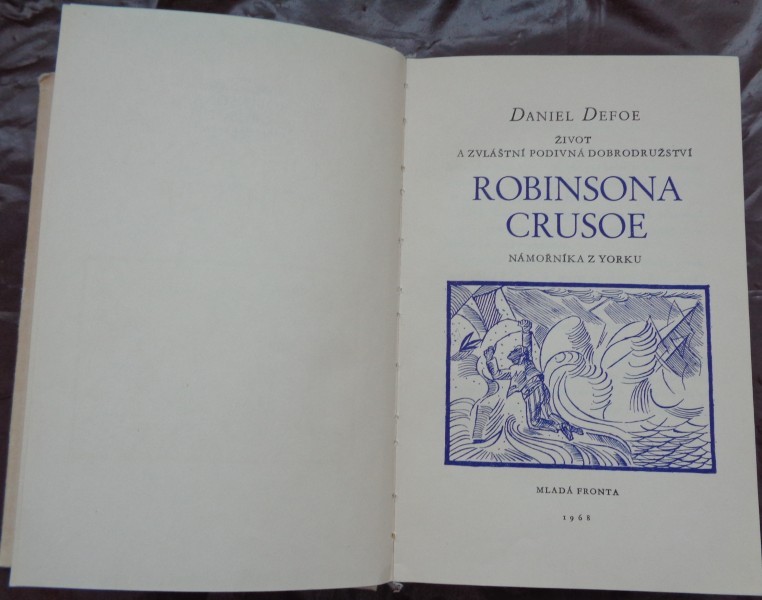 DANIEL DEFOE
ŽIVOT
A ZVLÁŠTNÍ PODIVNÁ DOBRODRUŽSTVÍ
ROBINSONA
CRUSOE
NÁMOŘNÍKA Z YORKU
MLADÁ FRONTA
1968